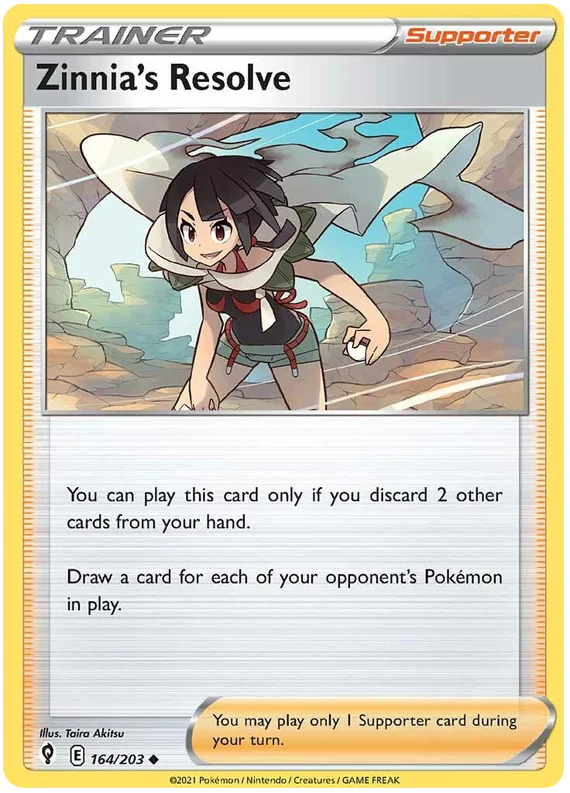 TRAINER
Supporter
Zinnia's Resolve
You can play this card only if you discard 2 other
cards from your hand.
Draw a card for each of your opponent's Pokémon
in play.
Illus. Taira Akitsu
You may play only 1 Supporter card during
your turn.
E 164/203 ◆
©2021 Pokémon / Nintendo / Creatures / GAME FREAK